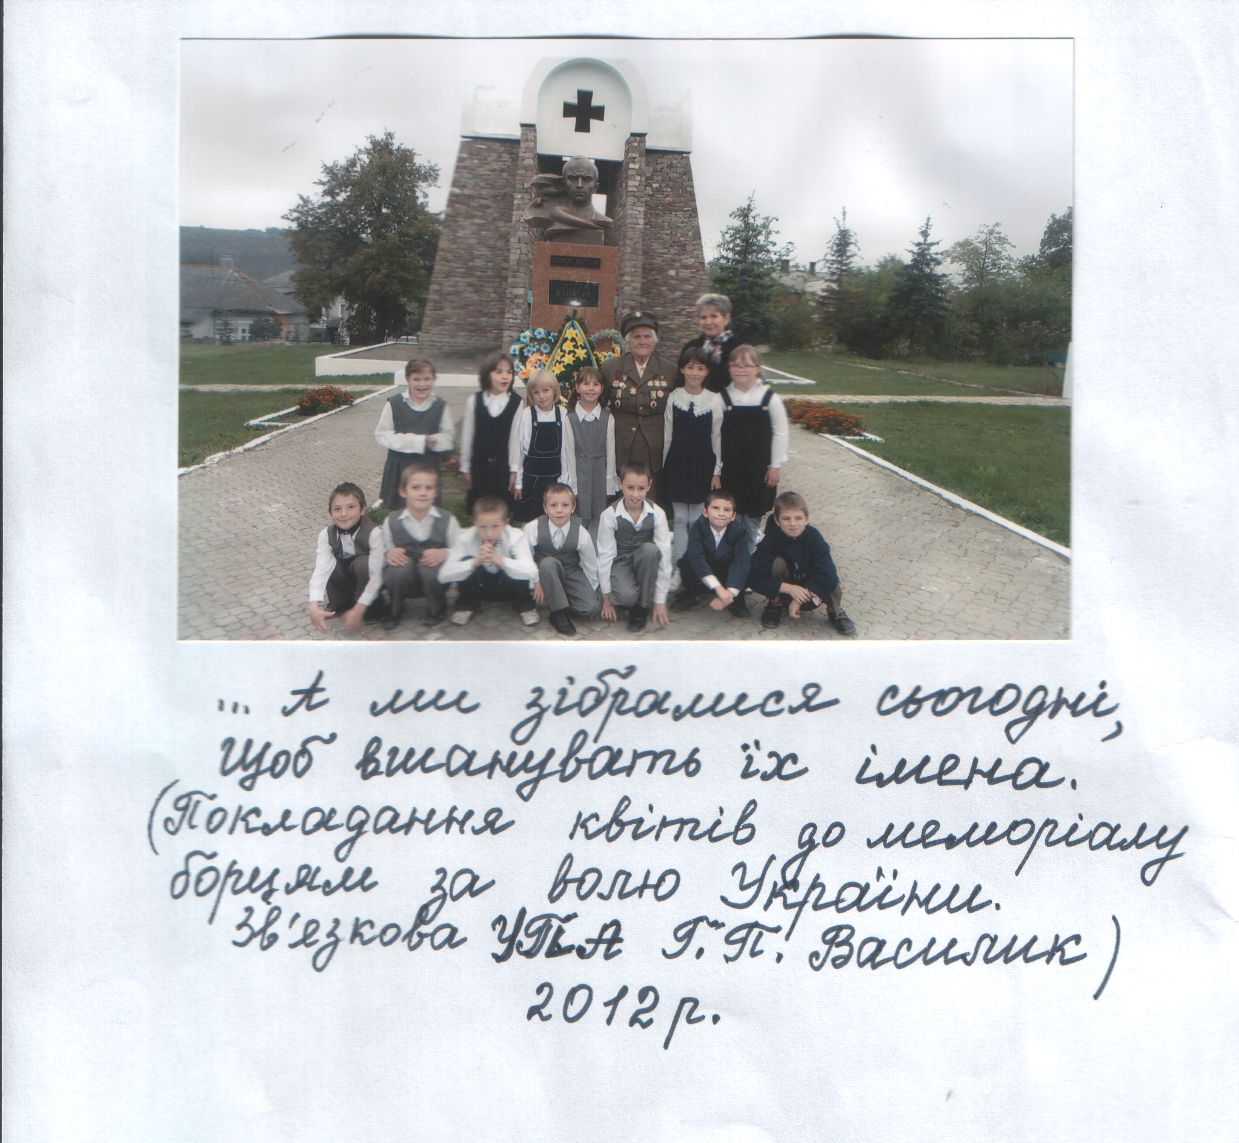 ... А ми зібралися сьогодні,
Щоб вшанувать їх імена.
(Покладання квітів до меморіалу
борцям за волю України.
Зв'язкова УПА Г. П. Василик)
2012 р.